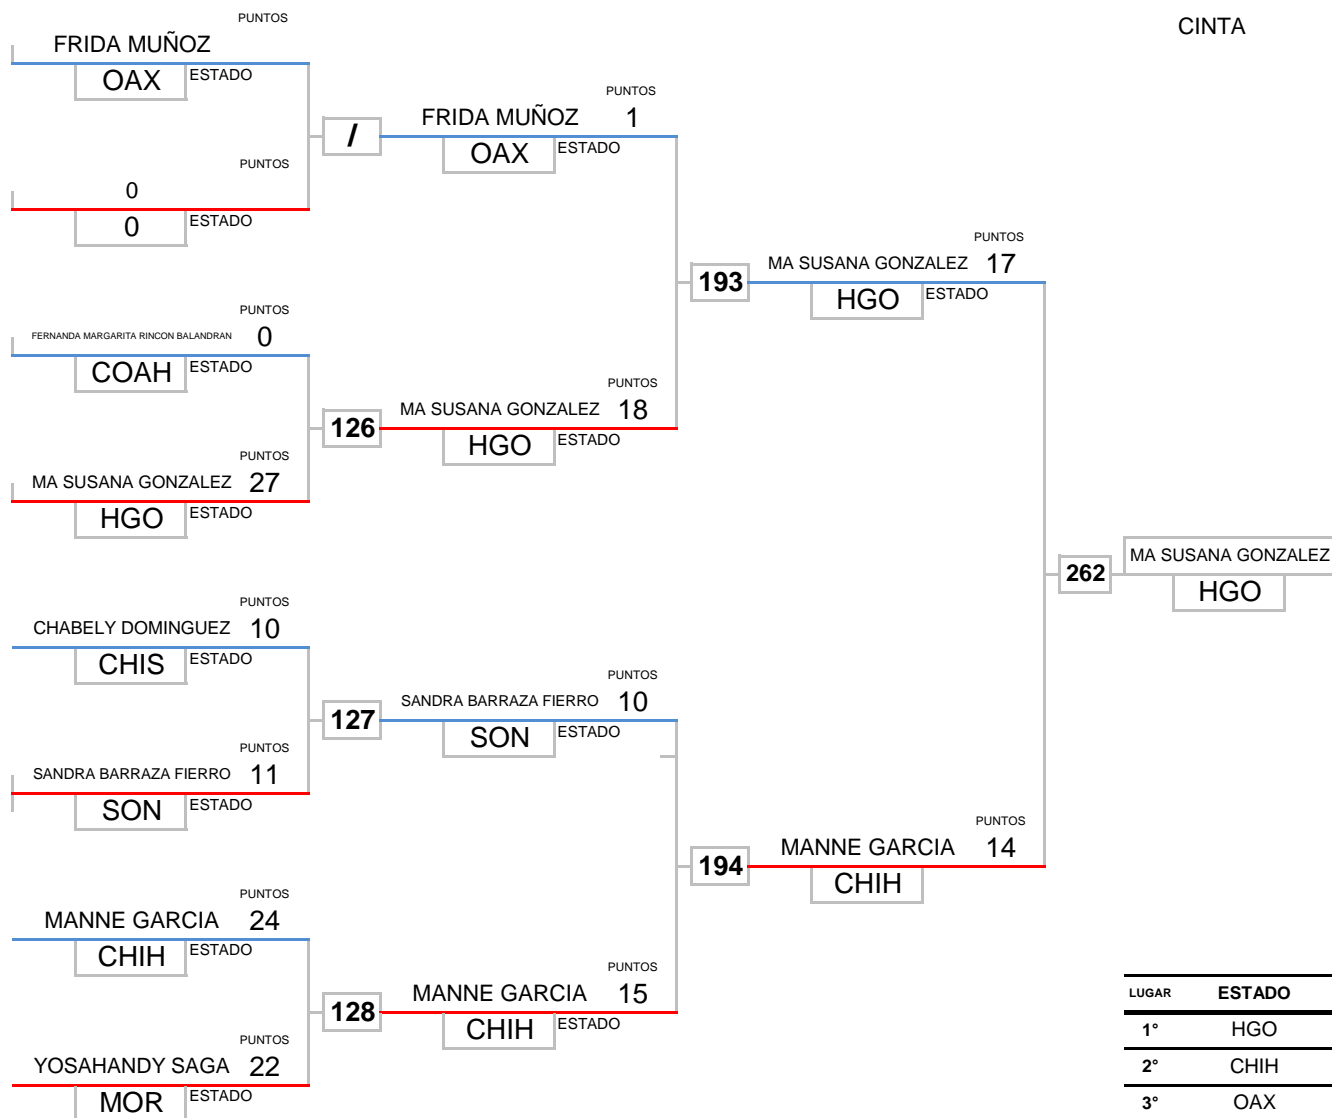 CINTA
PUNTOS
FRIDA MUÑOZ
OAX ESTADO
PUNTOS
0
0 ESTADO
PUNTOS
FERNANDA MARGARITA RINCON BALANDRAN 0
COAH ESTADO
PUNTOS
MA SUSANA GONZALEZ 27
HGO ESTADO
PUNTOS
CHABELY DOMINGUEZ 10
CHIS ESTADO
PUNTOS
SANDRA BARRAZA FIERRO 11
SON ESTADO
PUNTOS
MANNE GARCIA 24
CHIH ESTADO
PUNTOS
YOSAHANDY SAGA 22
MOR ESTADO
/
126
127
128
PUNTOS
FRIDA MUÑOZ 1
OAX ESTADO
PUNTOS
MA SUSANA GONZALEZ 18
HGO ESTADO
PUNTOS
SANDRA BARRAZA FIERRO 10
SON ESTADO
PUNTOS
MANNE GARCIA 15
CHIH ESTADO
193
194
PUNTOS
MA SUSANA GONZALEZ 17
HGO ESTADO
PUNTOS
MANNE GARCIA 14
CHIH
262
MA SUSANA GONZALEZ
HGO
LUGAR ESTADO
1° HGO
2° CHIH
3° OAX